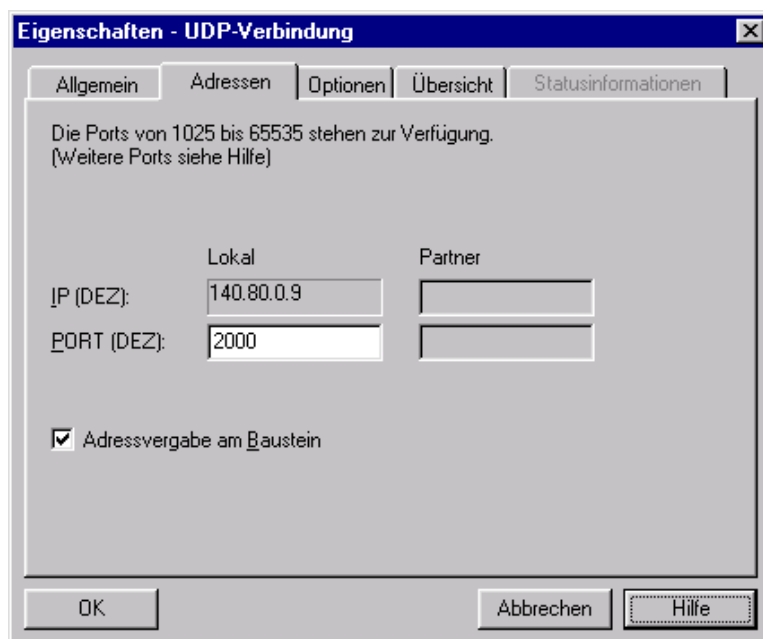 Eigenschaften - UDP-Verbindung
Allgemein Adressen Optionen Übersicht Statusinformationen
Die Ports von 1025 bis 65535 stehen zur Verfügung.
(Weitere Ports siehe Hilfe)
Lokal Partner
IP (DEZ): 140.80.0.9
PORT (DEZ): 2000
Adressvergabe am Baustein
OK Abbrechen Hilfe